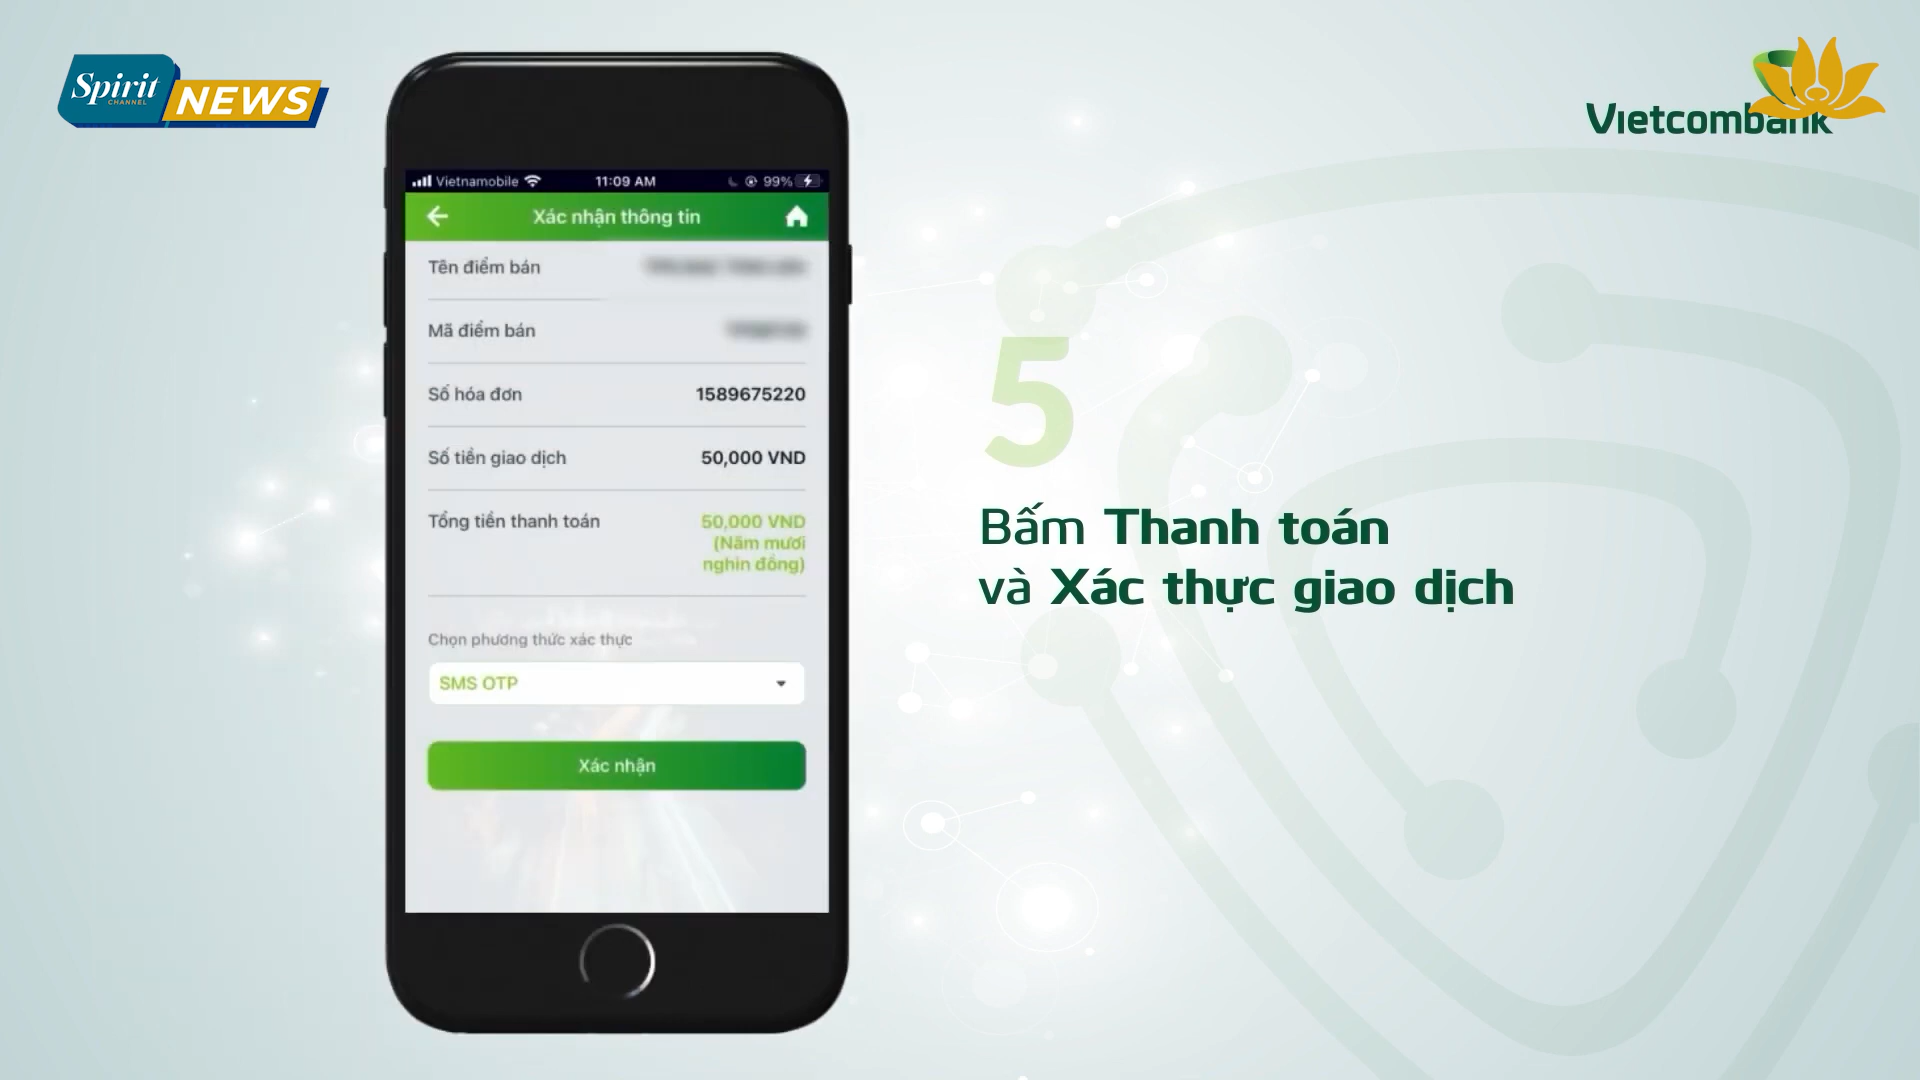 Spirit
CHANNEL
NEWS
Vietcombank
Vietnamobile
11:09 AM
99%
Xác nhận thông tin
Tên điểm bán
Mã điểm bán
Số hóa đơn
1589675220
Số tiền giao dịch
50,000 VND
Tổng tiền thanh toán
50,000 VND
(Năm mươi
nghìn đồng)
Chọn phương thức xác thực
SMS OTP
Xác nhận
5
Bấm Thanh toán
và Xác thực giao dịch